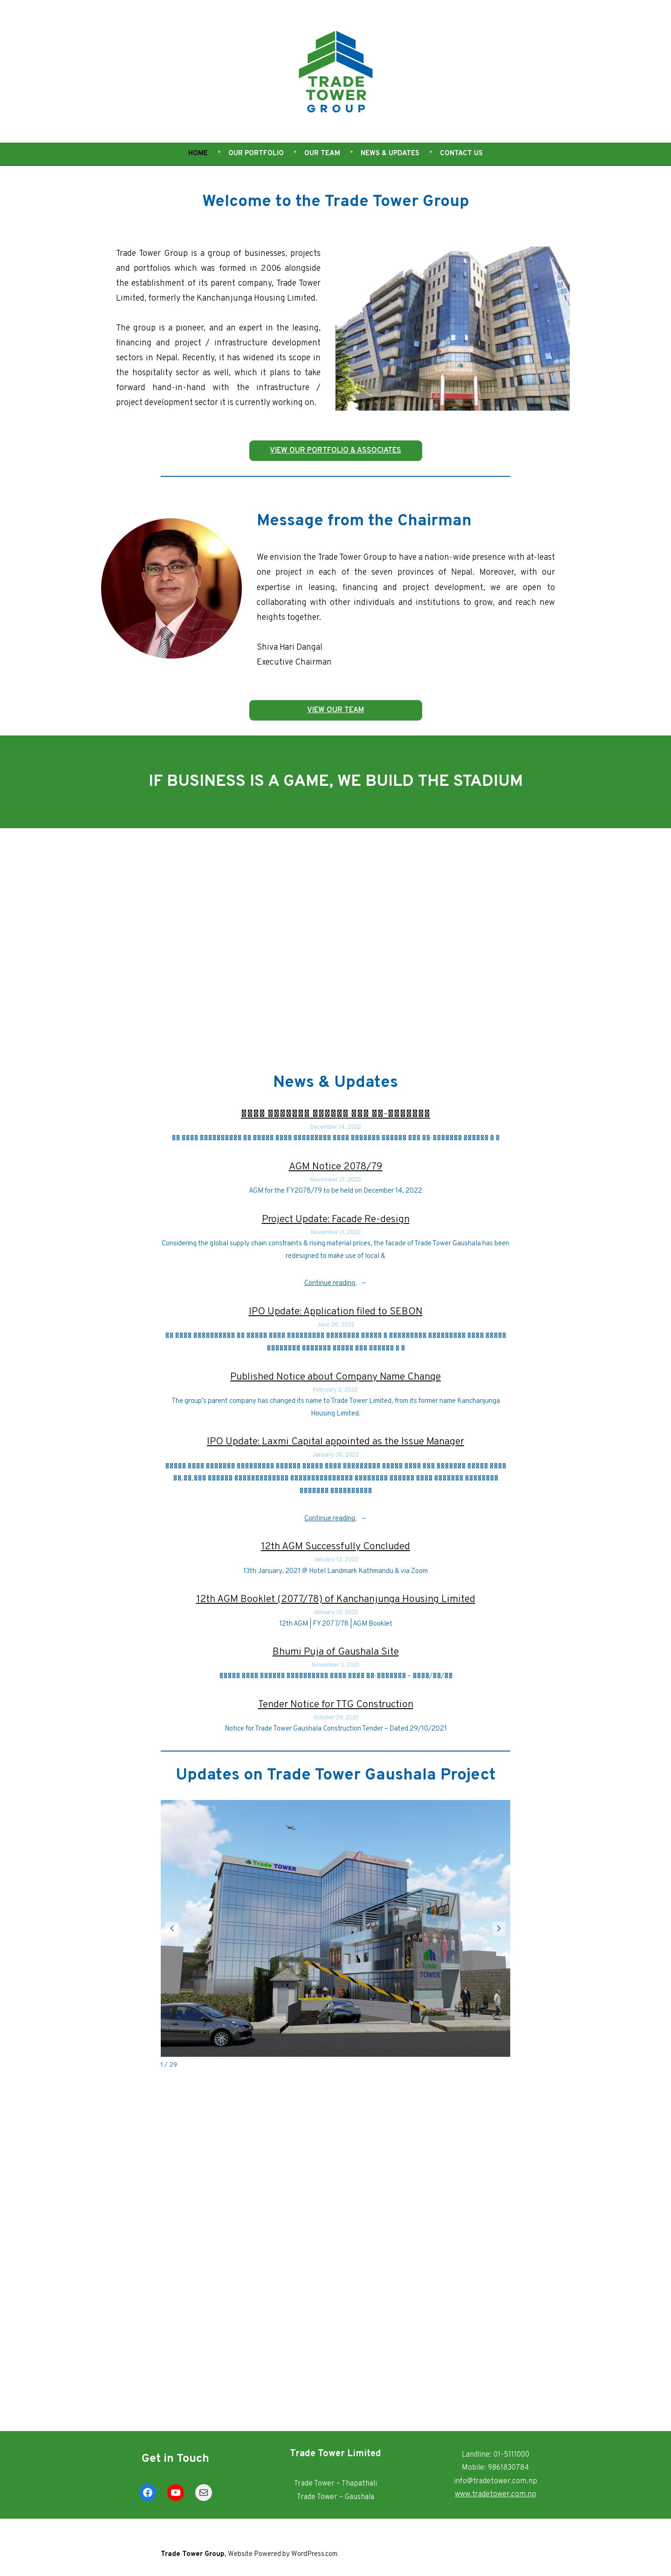 TRADE
TOWER
GROUP
HOME
OUR PORTFOLIO
OUR TEAM
NEWS & UPDATES
CONTACT US
Welcome to the Trade Tower Group
Trade Tower Group is a group of businesses, projects
and portfolios which was formed in 2006 alongside
the establishment of its parent company, Trade Tower
Limited, formerly the Kanchanjunga Housing Limited.
The group is a pioneer, and an expert in the leasing,
financing and project / infrastructure development
sectors in Nepal. Recently, it has widened its scope in
the hospitality sector as well, which it plans to take
forward hand-in-hand with the infrastructure /
project development sector it is currently working on.
VIEW OUR PORTFOLIO & ASSOCIATES
Message from the Chairman
We envision the Trade Tower Group to have a nation-wide presence with at-least
one project in each of the seven provinces of Nepal. Moreover, with our
expertise in leasing, financing and project development, we are open to
collaborating with other individuals and institutions to grow, and reach new
heights together.
Shiva Hari Dangal
Executive Chairman
VIEW OUR TEAM
IF BUSINESS IS A GAME, WE BUILD THE STADIUM
News & Updates
December 14, 2022
AGM Notice 2078/79
November 21, 2022
AGM for the FY2078/79 to be held on December 14, 2022
Project Update: Facade Re-design
November 11, 2022
Considering the global supply chain constraints & rising material prices, the facade of Trade Tower Gaushala has been
redesigned to make use of local &
Continue reading →
IPO Update: Application filed to SEBON
June 28, 2022
Published Notice about Company Name Change
February 2, 2022
The group's parent company has changed its name to Trade Tower Limited, from its former name Kanchanjunga
Housing Limited.
IPO Update: Laxmi Capital appointed as the Issue Manager
January 30, 2022
Continue reading →
12th AGM Successfully Concluded
January 13, 2022
13th January, 2021 @ Hotel Landmark Kathmandu & via Zoom
12th AGM Booklet (2077/78) of Kanchanjunga Housing Limited
January 12, 2022
12th AGM | FY 2077/78 | AGM Booklet
Bhumi Puja of Gaushala Site
November 3, 2021
Tender Notice for TTG Construction
October 29, 2021
Notice for Trade Tower Gaushala Construction Tender – Dated 29/10/2021
Updates on Trade Tower Gaushala Project
Trade TOWER
TOWER
1 / 29
Get in Touch
Trade Tower Limited
Trade Tower – Thapathali
Trade Tower – Gaushala
Landline: 01-5111000
Mobile: 9861830784
info@tradetower.com.np
www.tradetower.com.np
Trade Tower Group, Website Powered by WordPress.com.